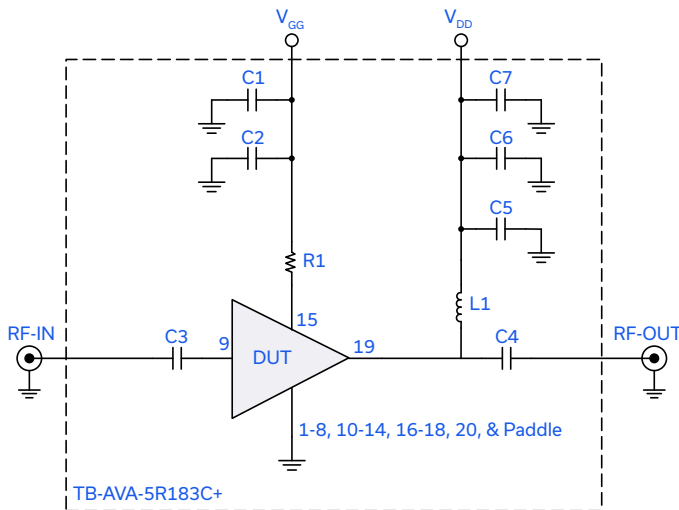 VGG
VDD
C1
C7
C2
C6
C5
R1
L1
RF-IN
C3
9
15
DUT
19
C4
RF-OUT
1-8, 10-14, 16-18, 20, & Paddle
TB-AVA-5R183C+